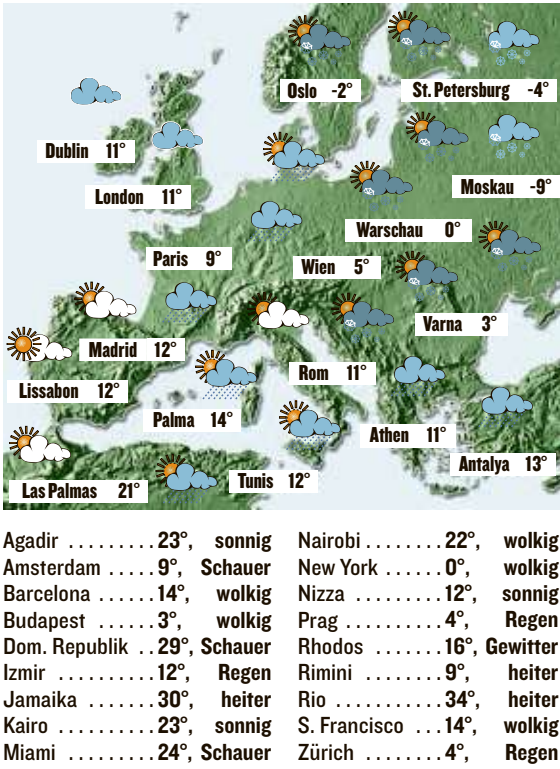 Oslo -2°
St. Petersburg -4°
Dublin 11°
Moskau -9°
London 11°
Warschau 0°
Paris 9°
Wien 5°
Varna 3°
Madrid 12°
Rom 11°
Lissabon 12°
Palma 14°
Athen 11°
Antalya 13°
Las Palmas 21°
Tunis 12°
Agadir ......... 23°, sonnig
Amsterdam ..... 9°, Schauer
Barcelona ...... 14°, wolkig
Budapest ....... 3°, wolkig
Dom. Republik .. 29°, Schauer
Izmir .......... 12°, Regen
Jamaika ........ 30°, heiter
Kairo .......... 23°, sonnig
Miami .......... 24°, Schauer
Nairobi ........ 22°, wolkig
New York ....... 0°, wolkig
Nizza .......... 12°, sonnig
Prag ........... 4°, Regen
Rhodos ........ 16°, Gewitter
Rimini ......... 9°, heiter
Rio ............ 34°, heiter
S. Francisco ... 14°, wolkig
Zürich ......... 4°, Regen